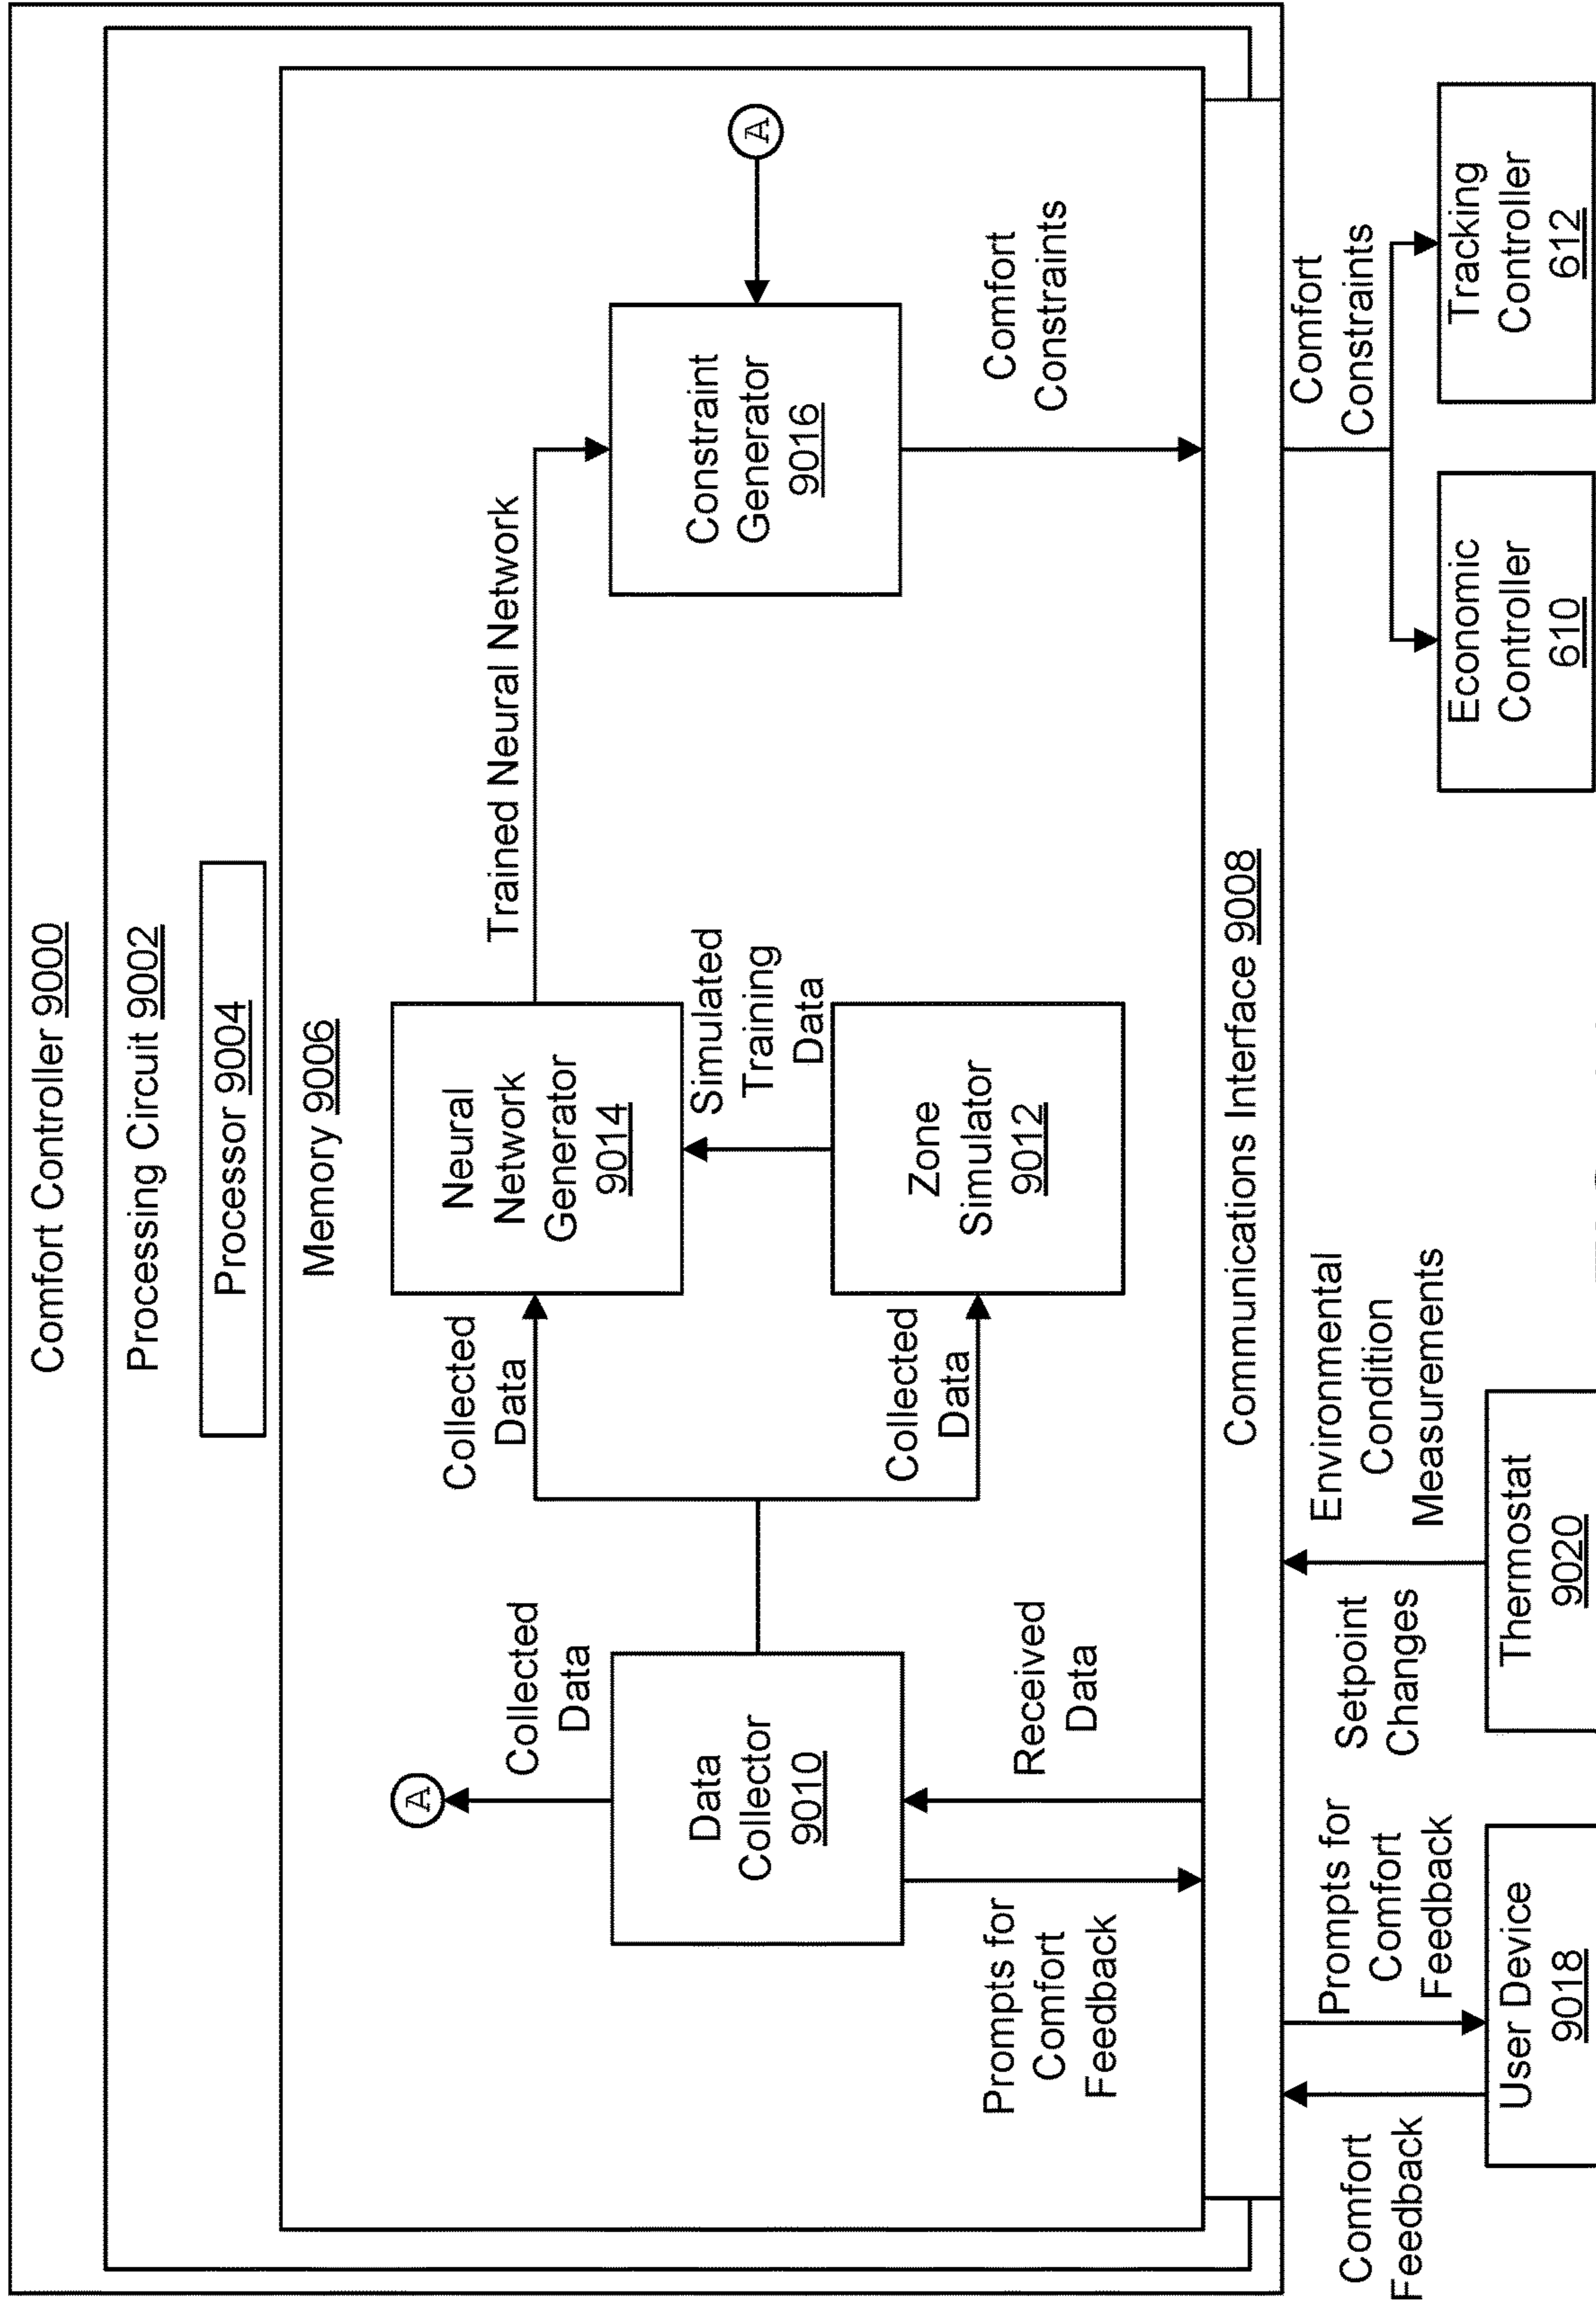 Comfort Controller 9000
Processing Circuit 9002
Processor 9004
Memory 9006
A
Collected
Data
Data
Collector
9010
Prompts for
Comfort
Feedback
Received
Data
Collected
Data
Collected
Data
Neural
Network
Generator
9014
Simulated
Training
Data
Zone
Simulator
9012
Trained Neural Network
Constraint
Generator
9016
A
Comfort
Constraints
Communications Interface 9008
Comfort
Feedback
Prompts for
Comfort
Feedback
User Device
9018
Setpoint
Changes
Environmental
Condition
Measurements
Thermostat
9020
Comfort
Constraints
Economic
Controller
610
Tracking
Controller
612